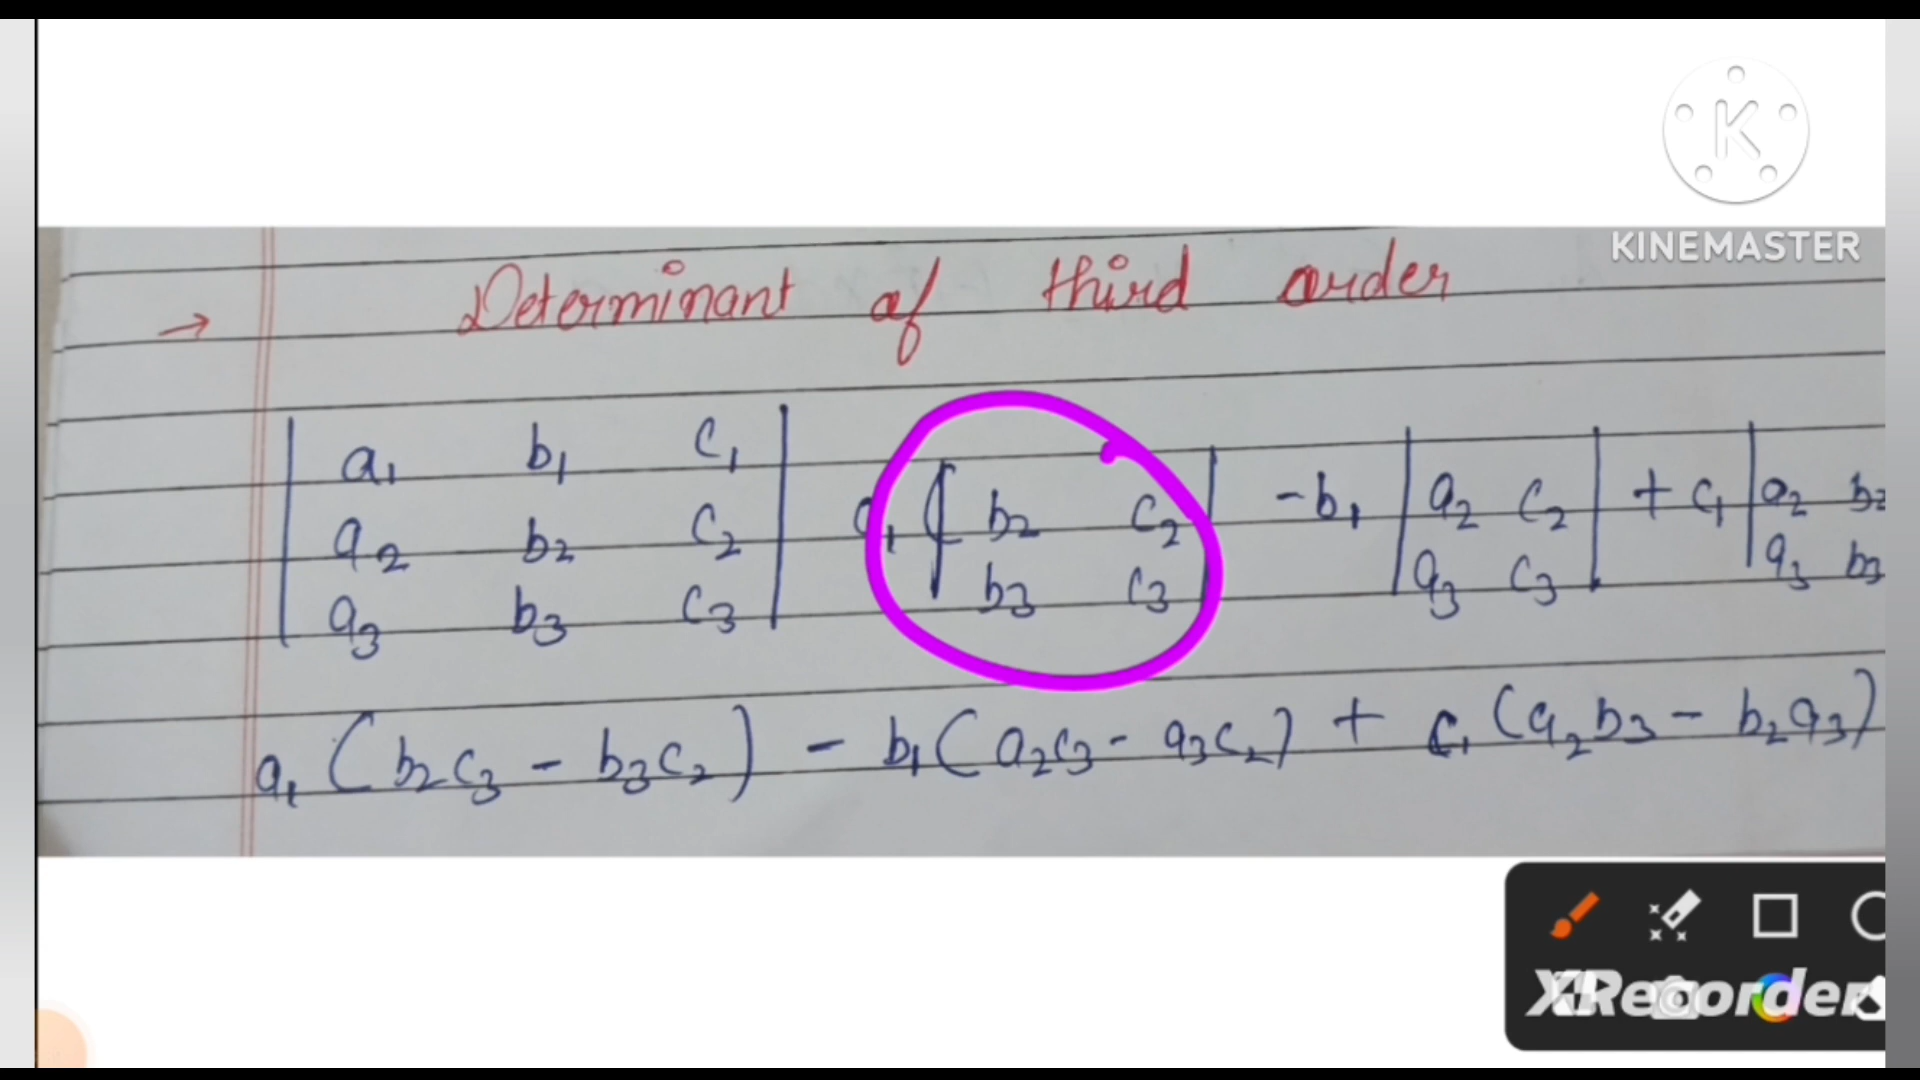 K
KINEMASTER
→ Determinant of third order
| a₁ b₁ c₁ | a₁ | b₂ c₂ | -b₁ | a₂ c₂ | + c₁ | a₂ b₂
| a₂ b₂ c₂ | | b₃ c₃ | | a₃ c₃ | | a₃ b₃
| a₃ b₃ c₃ |
a₁ (b₂c₃ - b₃c₂) - b₁(a₂c₃ - a₃c₂) + c₁(a₂b₃ - b₂a₃)
XRecorder